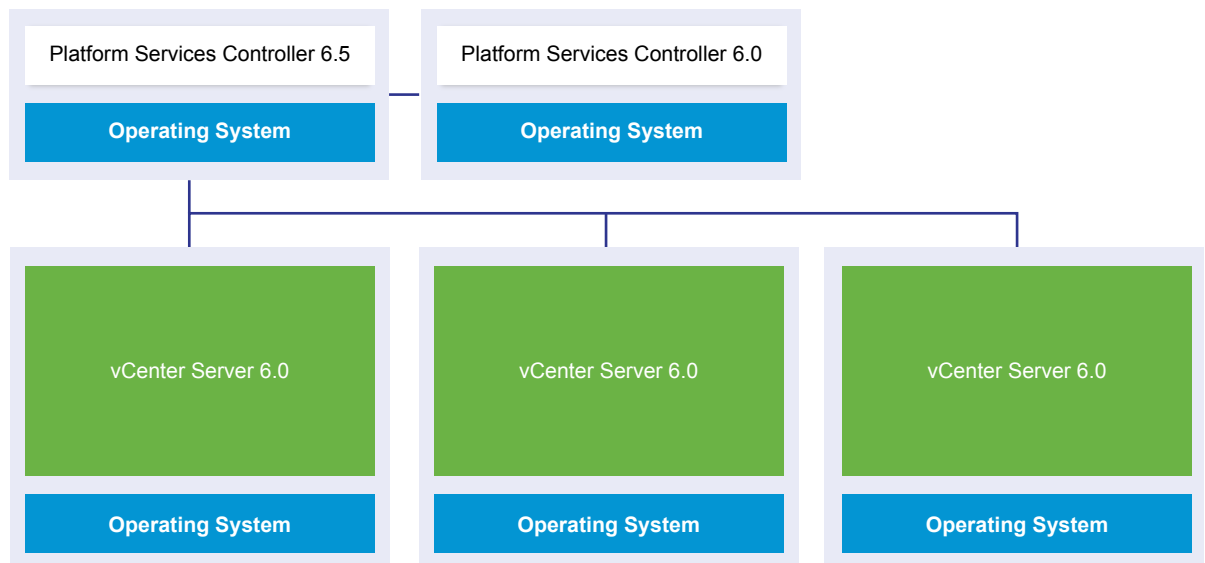 Platform Services Controller 6.5
Platform Services Controller 6.0
Operating System
Operating System
vCenter Server 6.0
vCenter Server 6.0
vCenter Server 6.0
Operating System
Operating System
Operating System